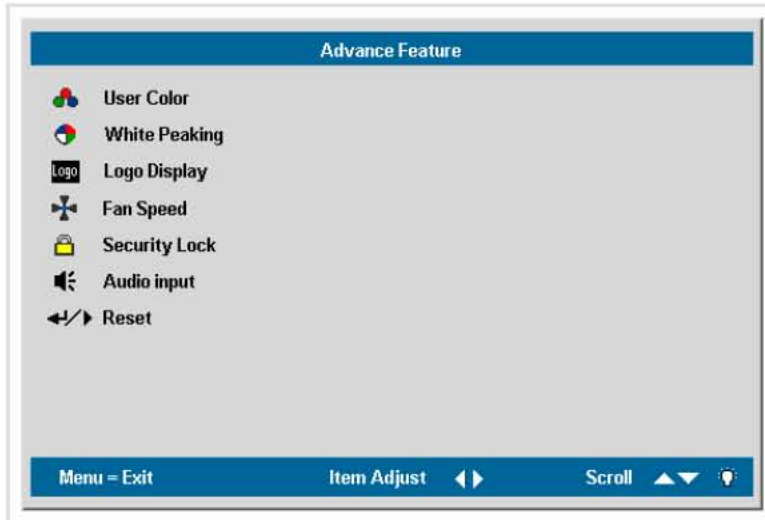 Advance Feature
User Color
White Peaking
Logo Logo Display
Fan Speed
Security Lock
Audio input
Reset
Menu = Exit Item Adjust Scroll